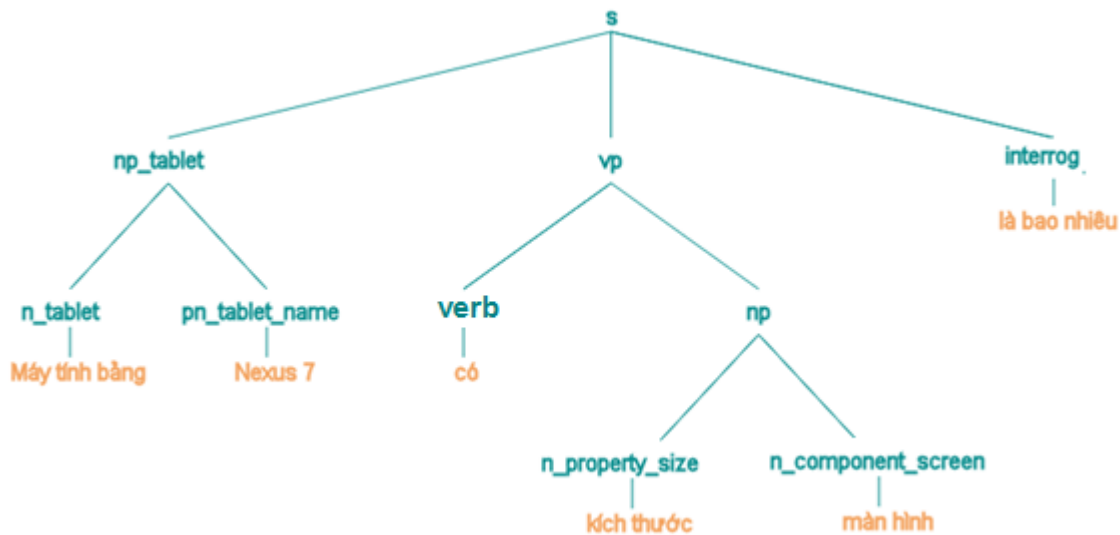 s
np_tablet vp interrog
là bao nhiêu
n_tablet pn_tablet_name verb np
Máy tính bảng Nexus 7 có
n_property_size n_component_screen
kích thước màn hình